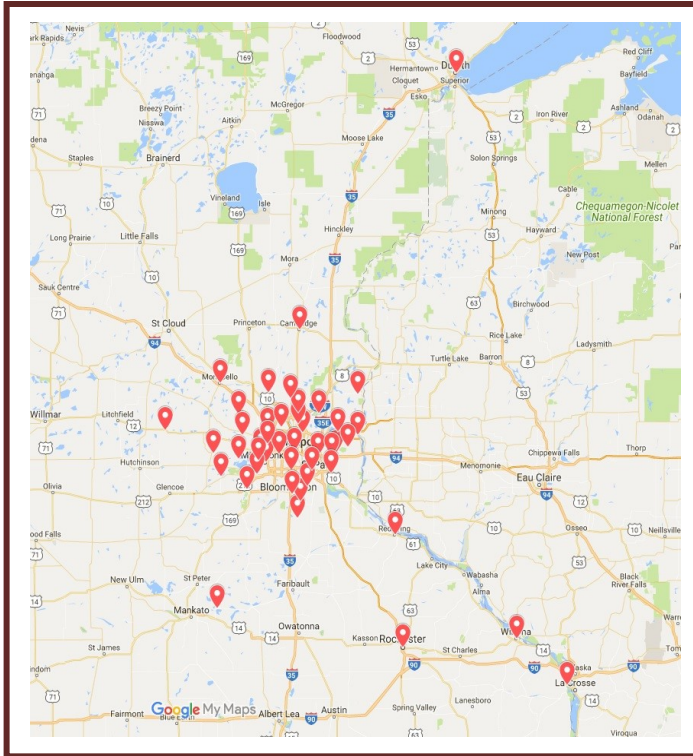 Nevis
Floodwood
Park Rapids
Hermantown
Duluth
Red Cliff
Bayfield
Cloquet
Superior
Esko
McGregor
Iron River
Ashland
Odanah
Breezy Point
Nisswa
Aitkin
Moose Lake
Staples
Brainerd
Solon Springs
Mellen
Cable
Vineland
Isle
Chequamegon-Nicolet
National Forest
Minong
Hayward
Long Prairie
Little Falls
Hinckley
New Post
Mora
Sauk Centre
Birchwood
St Cloud
Princeton
Cambridge
Rice Lake
Ladysmith
Turtle Lake
Barron
Monticello
Willmar
Litchfield
Chippewa Falls
Thorp
Hutchinson
Menomonie
Eau Claire
Olivia
Glencoe
Bloomington
Red Wing
Osseo
Neillsville
Lake City
Wabasha
Alma
New Ulm
St Peter
Faribault
Black
River Falls
Mankato
Winona
St James
Owatonna
Kasson
Rochester
St Charles
La Crosse
Google My Maps
Lanesboro
Fairmont
Blue Earth
Albert Lea
Austin
Spring Valley
Viroqua